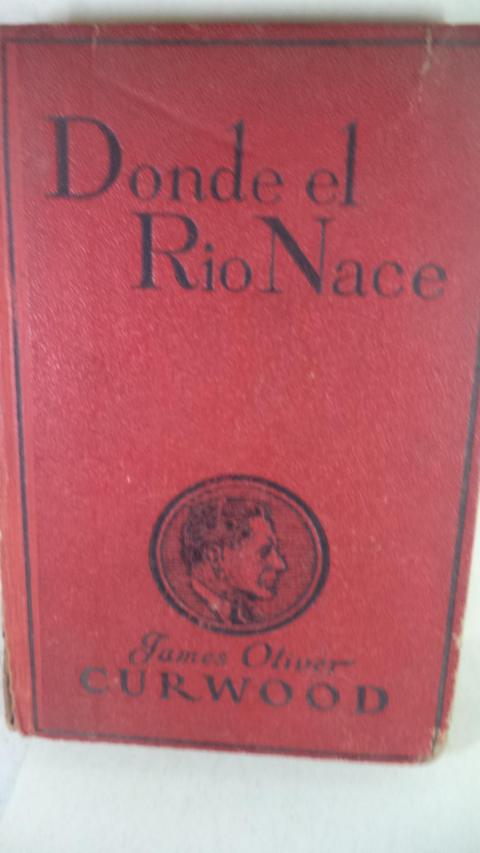 Donde el
Rio Nace
James Oliver
CURWOOD